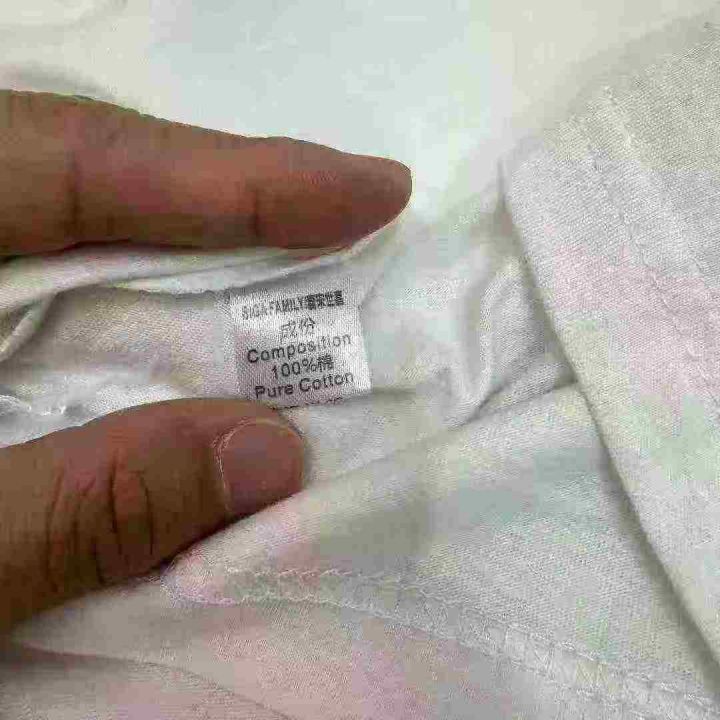 SIGA FAMILY
成份
Composition
100%棉
Pure Cotton